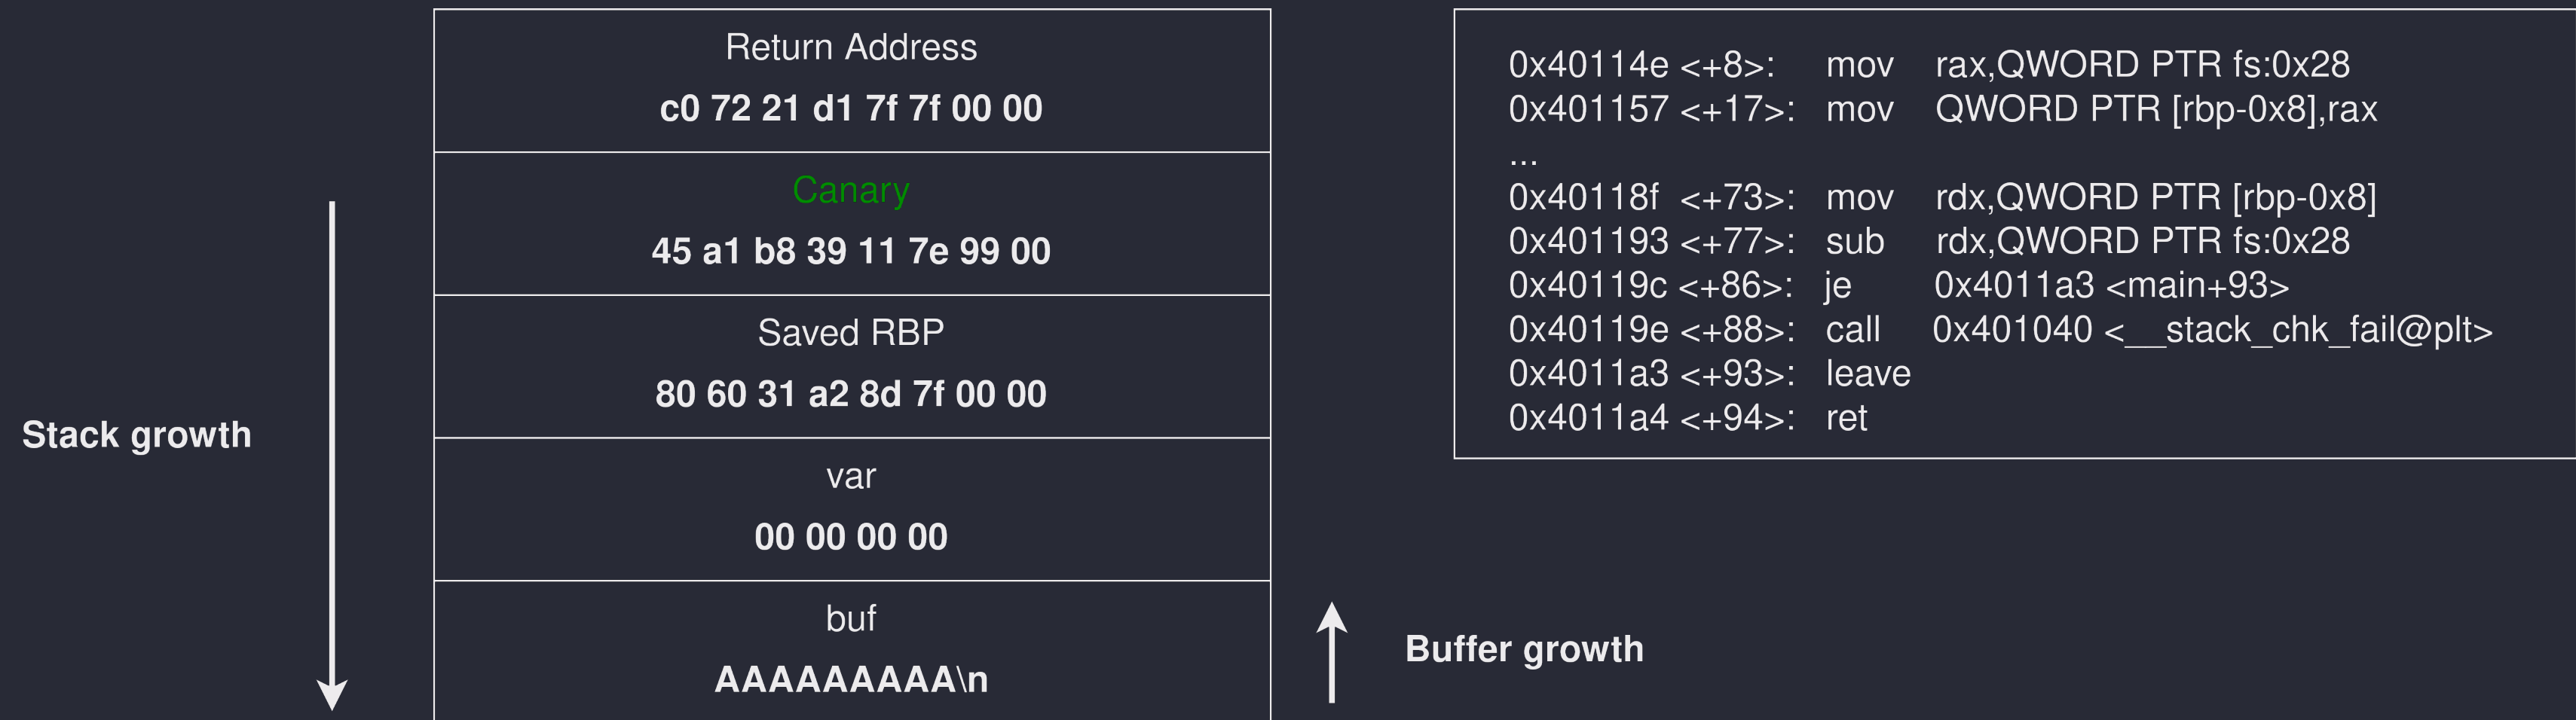 Return Address
c0 72 21 d1 7f 7f 00 00
Canary
45 a1 b8 39 11 7e 99 00
Saved RBP
80 60 31 a2 8d 7f 00 00
var
00 00 00 00
buf
AAAAAAAAA\n
Stack growth
Buffer growth
0x40114e <+8>: mov rax,QWORD PTR fs:0x28
0x401157 <+17>: mov QWORD PTR [rbp-0x8],rax
...
0x40118f <+73>: mov rdx,QWORD PTR [rbp-0x8]
0x401193 <+77>: sub rdx,QWORD PTR fs:0x28
0x40119c <+86>: je 0x4011a3 <main+93>
0x40119e <+88>: call 0x401040 <__stack_chk_fail@plt>
0x4011a3 <+93>: leave
0x4011a4 <+94>: ret